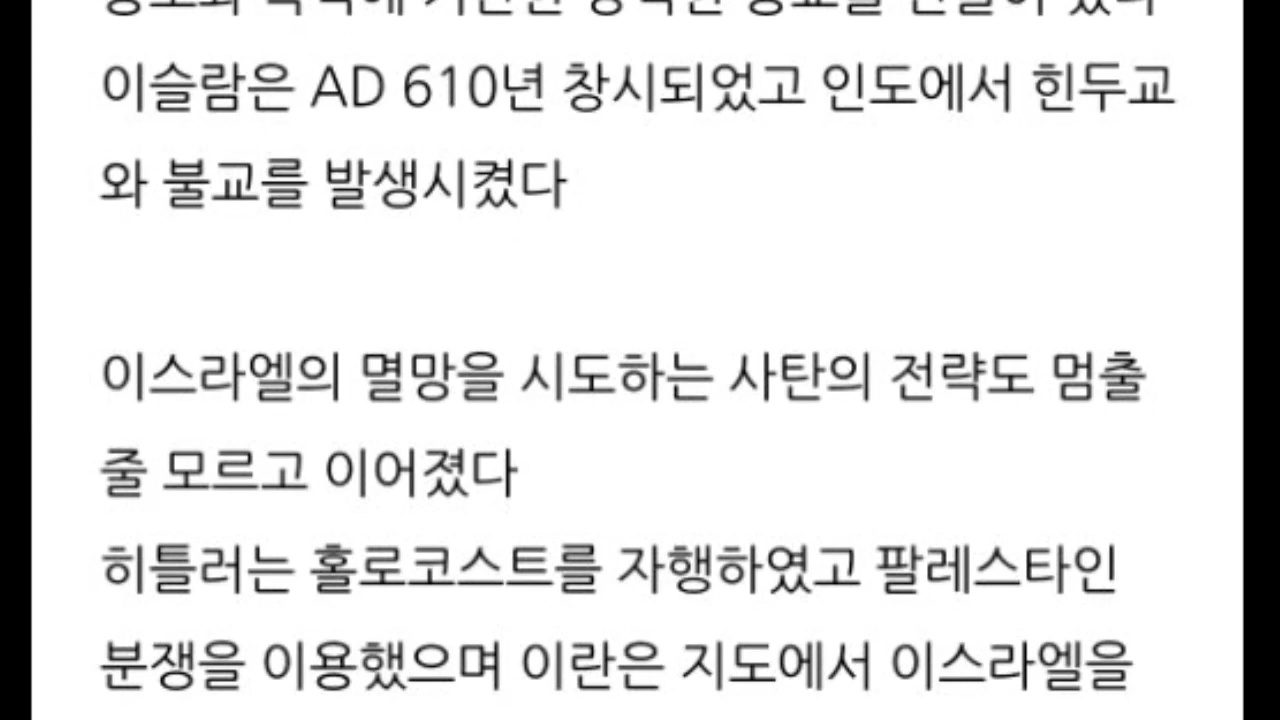 이슬람은 AD 610년 창시되었고 인도에서 힌두교
와 불교를 발생시켰다
이스라엘의 멸망을 시도하는 사탄의 전략도 멈출
줄 모르고 이어졌다
히틀러는 홀로코스트를 자행하였고 팔레스타인
분쟁을 이용했으며 이란은 지도에서 이스라엘을